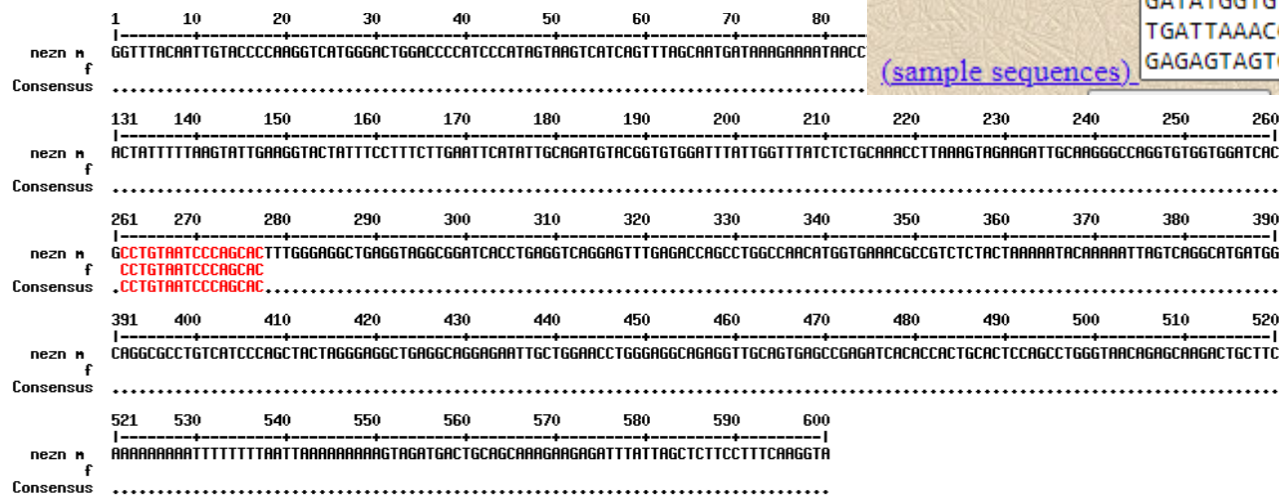 1 10 20 30 40 50 60 70 80
|---------+---------+---------+---------+---------+---------+---------+---------+-----
nezn m GGTTTACAATTGTACCCCAAGGTCATGGGACTGGACCCCATCCCATAGTAAGTCATCAGTTTAGCAATGATAAAGAAAATAACC
f
Consensus ....................................................................................
GATATGGTG
TGATTAAAC
(sample sequences) GAGAGTAGT
131 140 150 160 170 180 190 200 210 220 230 240 250 260
|--------+---------+---------+---------+---------+---------+---------+---------+---------+---------+---------+---------+---------|
nezn m ACTATTTTTAAGTATTGAAGGTACTATTTCCTTTCTTGAATTCATATTGCAGATGTACGGTGTGGATTTATTGGTTTATCTCTGCAAACCTTAAAGTAGAAGATTGCAAGGGCCAGGTGTGGTGGATCAC
f
Consensus ..................................................................................................................................
261 270 280 290 300 310 320 330 340 350 360 370 380 390
|--------+---------+---------+---------+---------+---------+---------+---------+---------+---------+---------+---------+---------|
nezn m GCCTGTAATCCCAGCACTTTGGGAGGCTGAGGTAGGCGGATCACCTGAGGTCAGGAGTTTGAGACCAGCCTGGCCAACATGGTGAAACGCCGTCTCTACTAAAAATACAAAAATTAGTCAGGCATGATGG
f CCTGTAATCCCAGCAC
Consensus .CCTGTAATCCCAGCAC.................................................................................................................
391 400 410 420 430 440 450 460 470 480 490 500 510 520
|--------+---------+---------+---------+---------+---------+---------+---------+---------+---------+---------+---------+---------|
nezn m CAGGCGCCTGTCATCCCAGCTACTAGGGAGGCTGAGGCAGGAGAATTGCTGGAACCTGGGAGGCAGAGGTTGCAGTGAGCCGAGATCACACCACTGCACTCCAGCCTGGGTAACAGAGCAAGACTGCTTC
f
Consensus ..................................................................................................................................
521 530 540 550 560 570 580 590 600
|--------+---------+---------+---------+---------+---------+---------+---------|
nezn m AAAAAAAAATTTTTTTTAATTAAAAAAAAAGTAGATGACTGCAGCAAAGAAGAGATTTATTAGCTCTTCCTTTCAAGGTA
f
Consensus ................................................................................